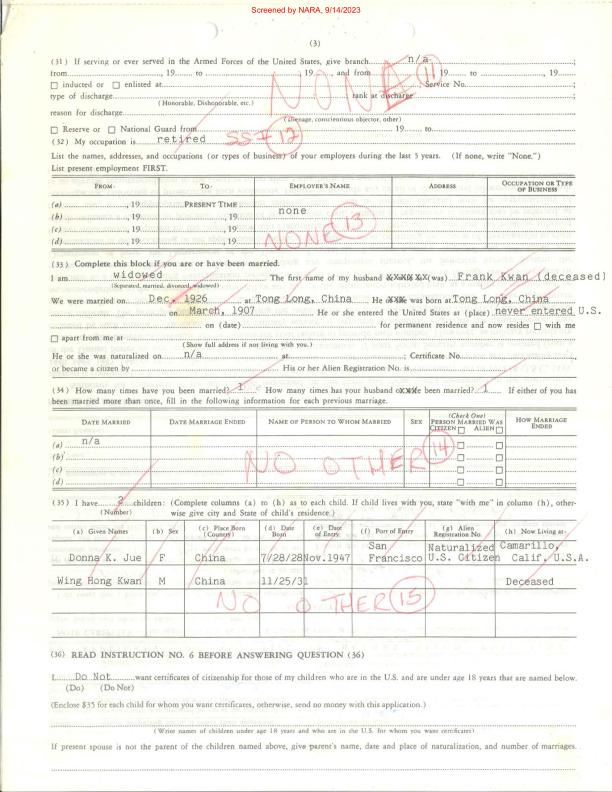 Screened by NARA, 9/14/2023
(3)
(31) If serving or ever served in the Armed Forces of the United States, give branch n/a ;
from , 19 to , 19 and from , 19 to , 19 ;
☐ inducted or ☐ enlisted at Service No. ;
type of discharge rank at discharge ;
(Honorable, Dishonorable, etc.)
NONE 11
reason for discharge
(alienage, conscientious objector, other)
☐ Reserve or ☐ National Guard from 19 to
(32) My occupation is retired SS# 12
List the names, addresses, and occupations (or types of business) of your employers during the last 5 years. (If none, write "None.")
List present employment FIRST.
FROM- TO- EMPLOYER'S NAME ADDRESS OCCUPATION OR TYPE OF BUSINESS
(a) , 19 PRESENT TIME
(b) , 19 , 19 none
(c) , 19 , 19
(d) , 19 , 19
NONE 13
(33) Complete this block if you are or have been married.
I am widowed The first name of my husband xxxxxx (was) Frank Kwan (deceased)
(Separated, married, divorced, widowed)
We were married on Dec. 1926 at Tong Long, China He xxx was born at Tong Long, China
on March, 1907 He or she entered the United States at (place) never entered U.S.
on (date) for permanent residence and now resides ☐ with me
☐ apart from me at
(Show full address if not living with you.)
He or she was naturalized on n/a at ; Certificate No.
or became a citizen by His or her Alien Registration No. is
(34) How many times have you been married? 1 How many times has your husband oxxxe been married? 1 If either of you has
been married more than once, fill in the following information for each previous marriage.
DATE MARRIED DATE MARRIAGE ENDED NAME OF PERSON TO WHOM MARRIED SEX (Check One) PERSON MARRIED WAS CITIZEN ☐ ALIEN ☐ HOW MARRIAGE ENDED
(a) n/a ☐ ☐
(b) ☐ ☐
(c) ☐ ☐
(d) ☐ ☐
NO OTHER 14
(35) I have 2 children: (Complete columns (a) to (h) as to each child. If child lives with you, state "with me" in column (h), other-
(Number) wise give city and State of child's residence.)
(a) Given Names (b) Sex (c) Place Born (Country) (d) Date Born (e) Date of Entry (f) Port of Entry (g) Alien Registration No. (h) Now Living at-
Donna K. Jue F China 7/28/28 Nov.1947 San Francisco Naturalized U.S. Citizen Camarillo, Calif. U.S.A.
Wing Hong Kwan M China 11/25/31 Deceased
NO OTHER 15
(36) READ INSTRUCTION NO. 6 BEFORE ANSWERING QUESTION (36)
I Do Not want certificates of citizenship for those of my children who are in the U.S. and are under age 18 years that are named below.
(Do) (Do Not)
(Enclose $35 for each child for whom you want certificates, otherwise, send no money with this application.)
(Write names of children under age 18 years and who are in the U.S. for whom you want certificates)
If present spouse is not the parent of the children named above, give parent's name, date and place of naturalization, and number of marriages.